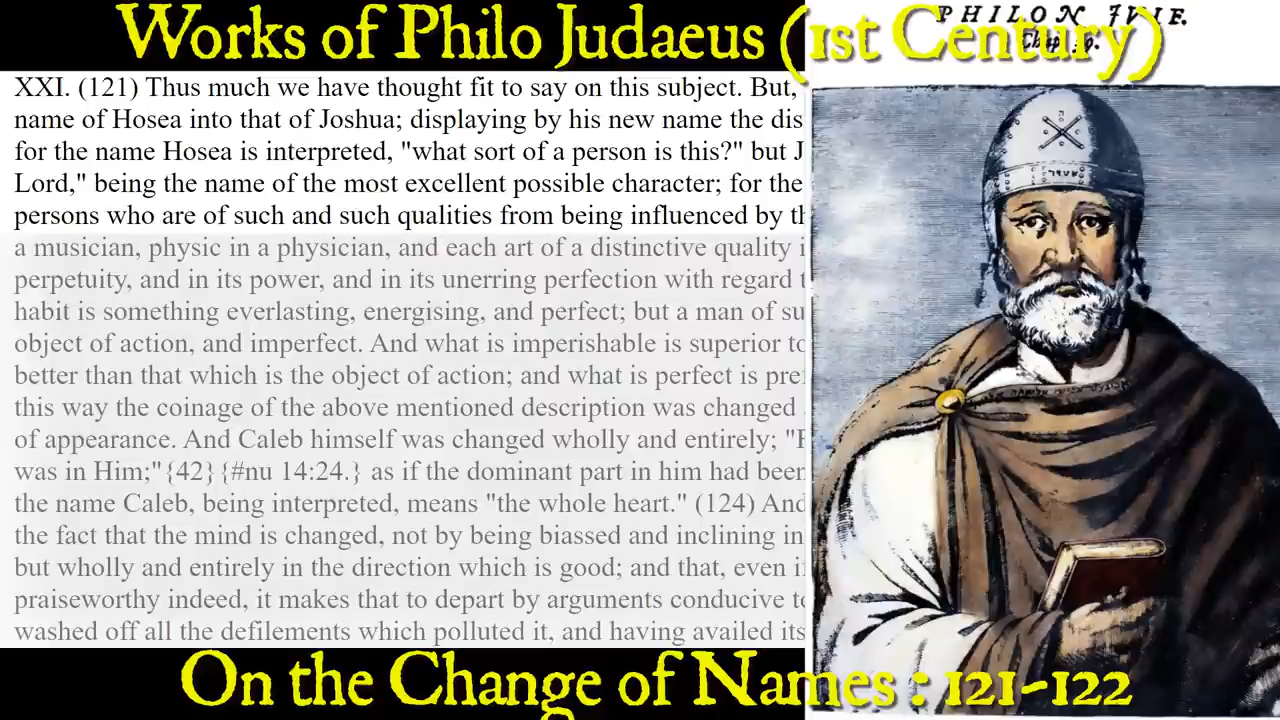 Works of Philo Judaeus (1st Century)
PHILON IVIF.
Chap.
XXI. (121) Thus much we have thought fit to say on this subject. But,
name of Hosea into that of Joshua; displaying by his new name the dis
for the name Hosea is interpreted, "what sort of a person is this?" but J
Lord," being the name of the most excellent possible character; for the
persons who are of such and such qualities from being influenced by th
a musician, physic in a physician, and each art of a distinctive quality i
perpetuity, and in its power, and in its unerring perfection with regard t
habit is something everlasting, energising, and perfect; but a man of su
object of action, and imperfect. And what is imperishable is superior to
better than that which is the object of action; and what is perfect is pre
this way the coinage of the above mentioned description was changed
of appearance. And Caleb himself was changed wholly and entirely; "H
was in Him;"{42}{#nu 14:24.} as if the dominant part in him had been
the name Caleb, being interpreted, means "the whole heart." (124) And
the fact that the mind is changed, not by being biassed and inclining in
but wholly and entirely in the direction which is good; and that, even i
praiseworthy indeed, it makes that to depart by arguments conducive to
washed off all the defilements which polluted it, and having availed its
On the Change of Names : 121-122